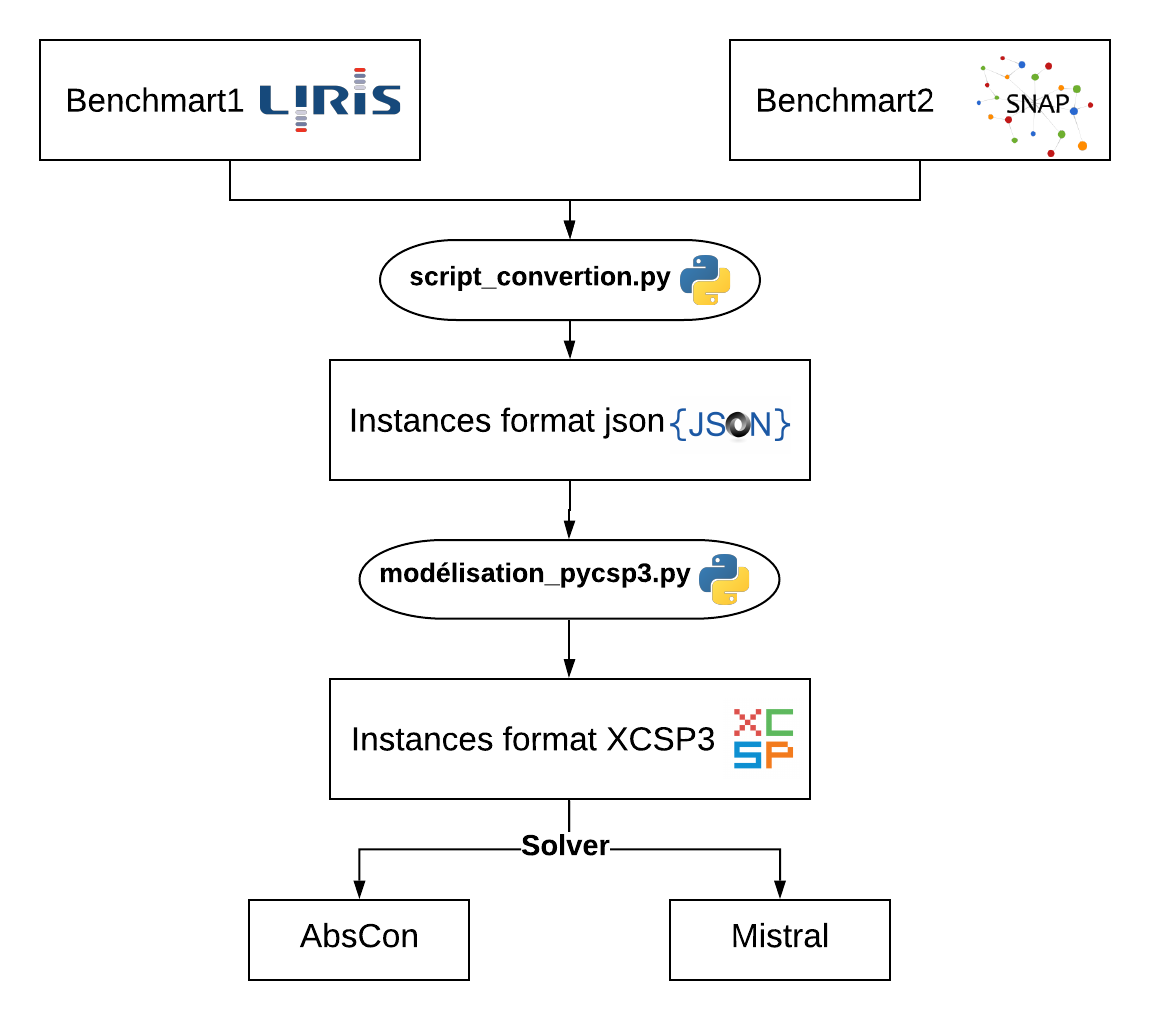 Benchmart1 LIRIS
Benchmart2 SNAP
script_convertion.py
Instances format json {JSON}
modélisation_pycsp3.py
Instances format XCSP3 XCSP
Solver
AbsCon
Mistral